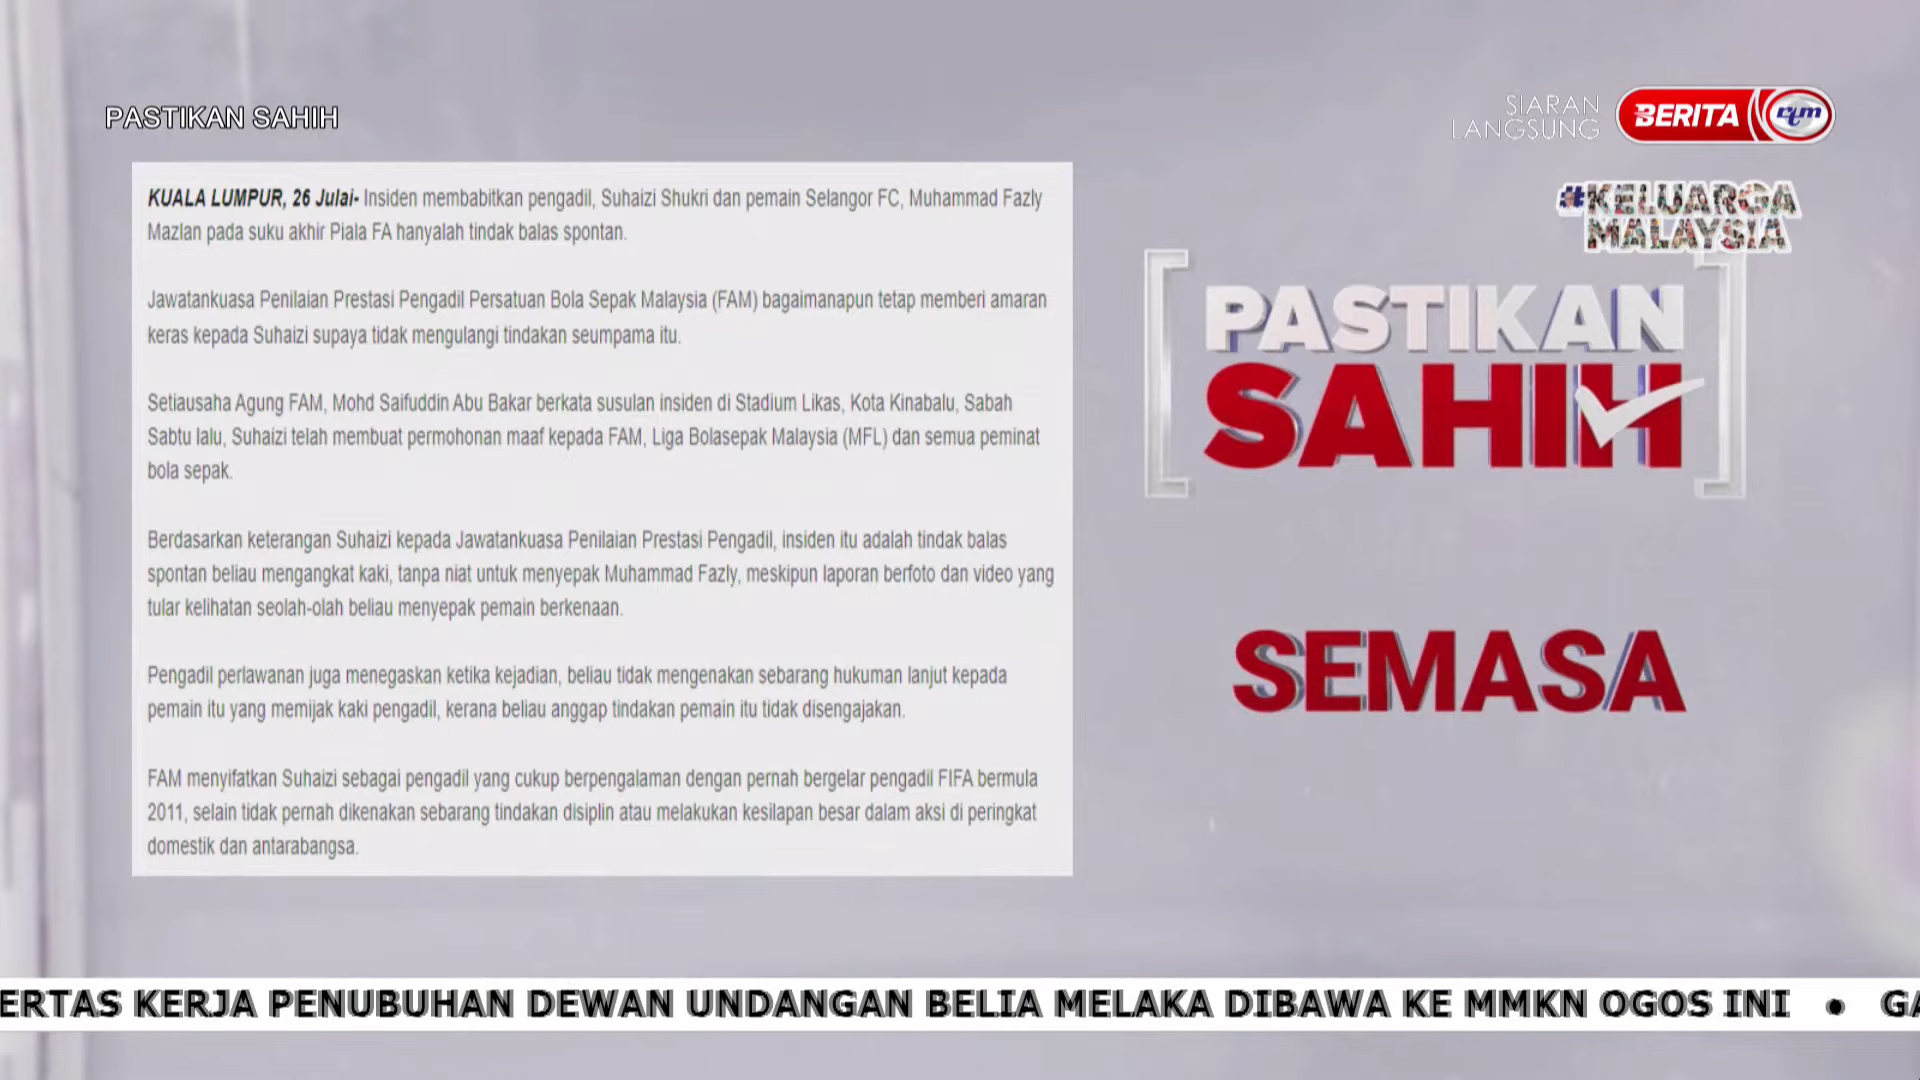 PASTIKAN SAHIH
SIARAN
LANGSUNG
BERITA rtm
#KELUARGA
MALAYSIA
KUALA LUMPUR, 26 Julai- Insiden membabitkan pengadil, Suhaizi Shukri dan pemain Selangor FC, Muhammad Fazly
Mazlan pada suku akhir Piala FA hanyalah tindak balas spontan.
Jawatankuasa Penilaian Prestasi Pengadil Persatuan Bola Sepak Malaysia (FAM) bagaimanapun tetap memberi amaran
keras kepada Suhaizi supaya tidak mengulangi tindakan seumpama itu.
Setiausaha Agung FAM, Mohd Saifuddin Abu Bakar berkata susulan insiden di Stadium Likas, Kota Kinabalu, Sabah
Sabtu lalu, Suhaizi telah membuat permohonan maaf kepada FAM, Liga Bolasepak Malaysia (MFL) dan semua peminat
bola sepak.
Berdasarkan keterangan Suhaizi kepada Jawatankuasa Penilaian Prestasi Pengadil, insiden itu adalah tindak balas
spontan beliau mengangkat kaki, tanpa niat untuk menyepak Muhammad Fazly, meskipun laporan berfoto dan video yang
tular kelihatan seolah-olah beliau menyepak pemain berkenaan.
Pengadil perlawanan juga menegaskan ketika kejadian, beliau tidak mengenakan sebarang hukuman lanjut kepada
pemain itu yang memijak kaki pengadil, kerana beliau anggap tindakan pemain itu tidak disengajakan.
FAM menyifatkan Suhaizi sebagai pengadil yang cukup berpengalaman dengan pernah bergelar pengadil FIFA bermula
2011, selain tidak pernah dikenakan sebarang tindakan disiplin atau melakukan kesilapan besar dalam aksi di peringkat
domestik dan antarabangsa.
PASTIKAN
SAHIH
SEMASA
ERTAS KERJA PENUBUHAN DEWAN UNDANGAN BELIA MELAKA DIBAWA KE MMKN OGOS INI • GA